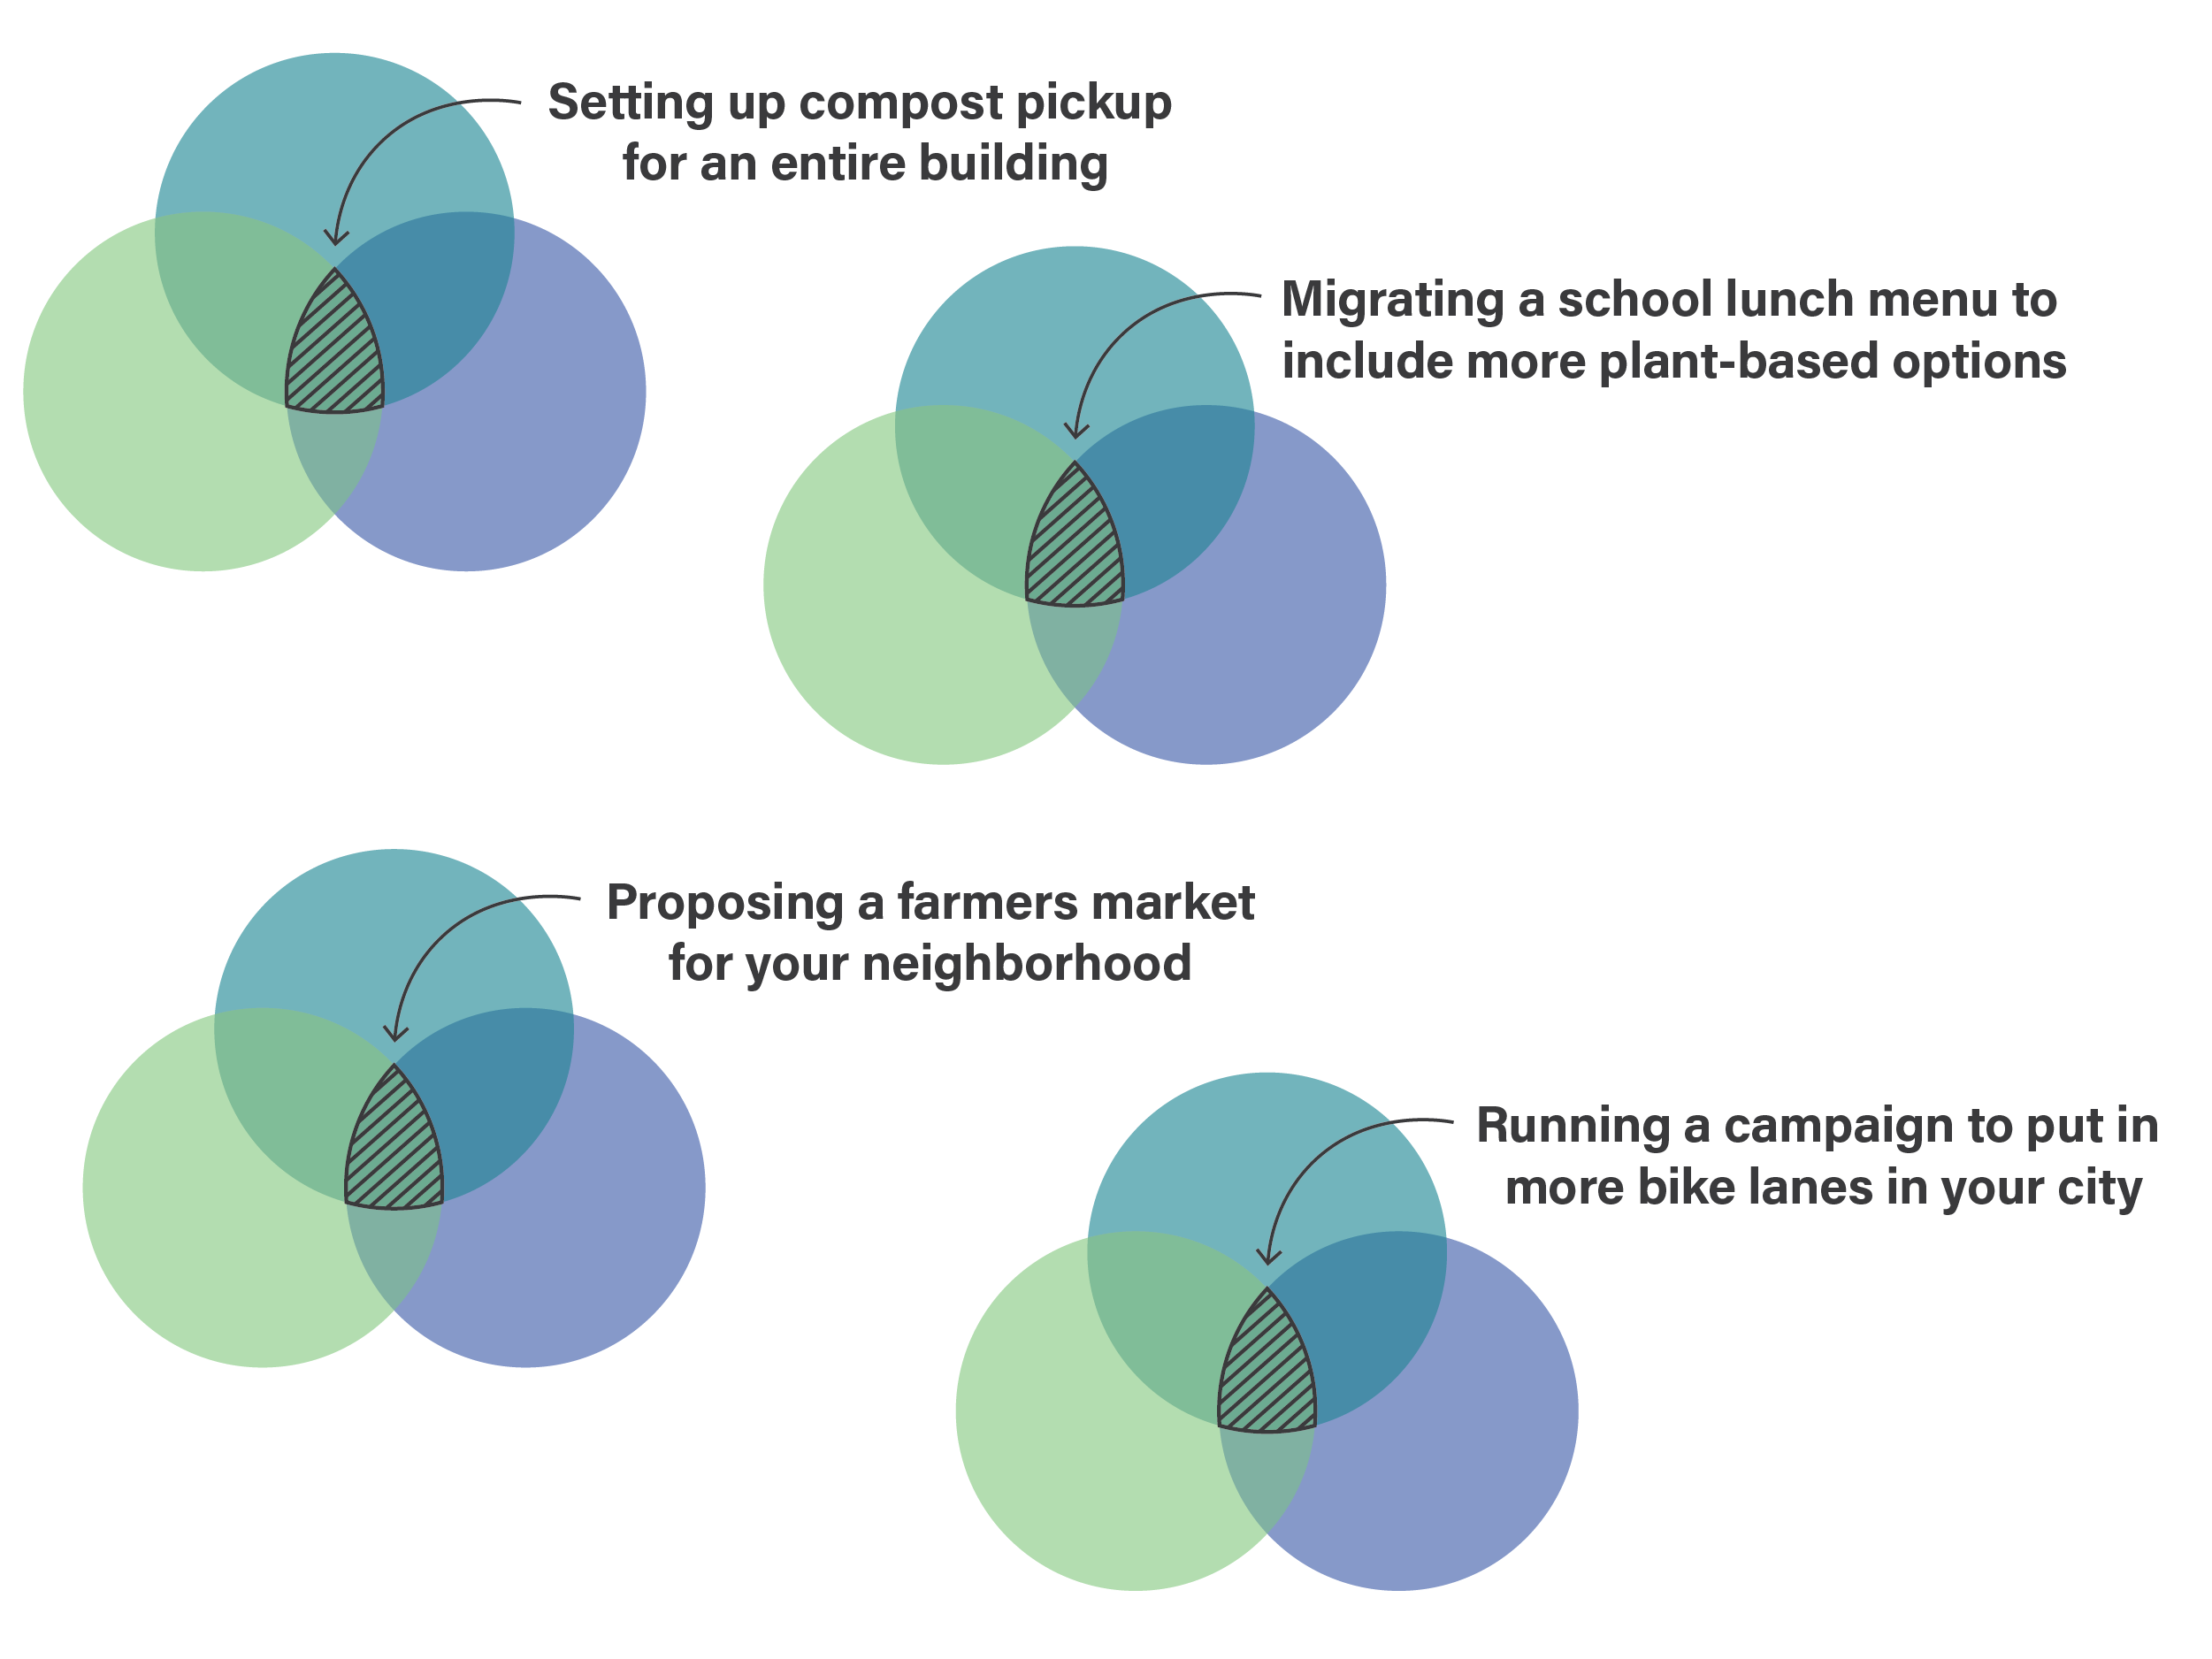 Setting up compost pickup
for an entire building
Migrating a school lunch menu to
include more plant-based options
Proposing a farmers market
for your neighborhood
Running a campaign to put in
more bike lanes in your city